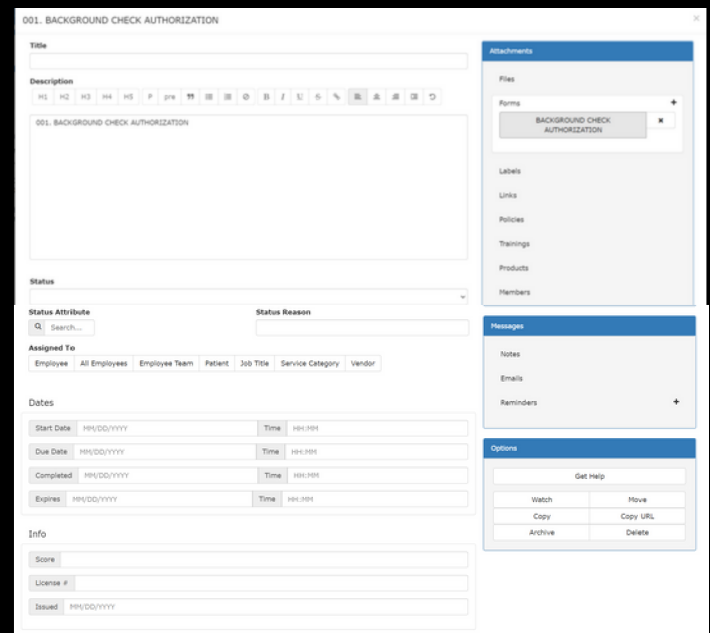 001. BACKGROUND CHECK AUTHORIZATION
Title
Description
H1 H2 H3 H4 H5 P pre B I U S
001. BACKGROUND CHECK AUTHORIZATION
Status
Status Attribute Status Reason
Search...
Assigned To
Employee All Employees Employee Team Patient Job Title Service Category Vendor
Dates
Start Date MM/DD/YYYY Time HH:MM
Due Date MM/DD/YYYY Time HH:MM
Completed MM/DD/YYYY Time HH:MM
Expires MM/DD/YYYY Time HH:MM
Info
Score
License #
Issued MM/DD/YYYY
Attachments
Files
Forms +
BACKGROUND CHECK
AUTHORIZATION
Labels
Links
Policies
Trainings
Products
Members
Messages
Notes
Emails
Reminders +
Options
Get Help
Watch Move
Copy Copy URL
Archive Delete